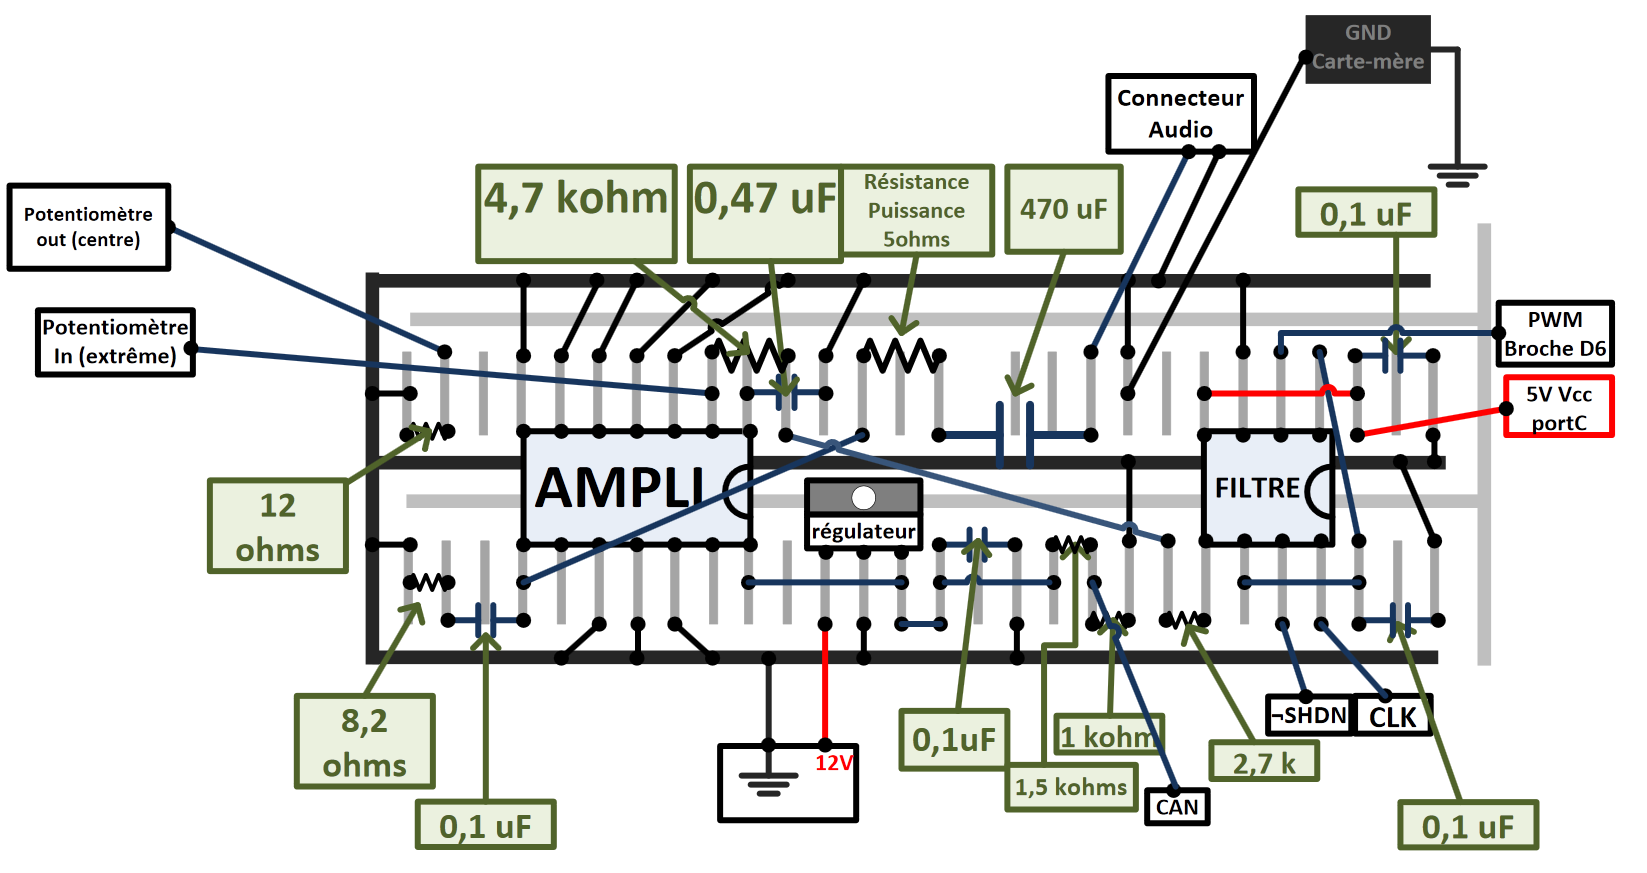 GND
Carte-mère
Connecteur
Audio
4,7 kohm
0,47 uF
Résistance
Puissance
5ohms
470 uF
0,1 uF
Potentiomètre
out (centre)
Potentiomètre
In (extrême)
PWM
Broche D6
5V Vcc
portC
12
ohms
AMPLI
régulateur
FILTRE
8,2
ohms
0,1 uF
12V
0,1uF
1 kohm
1,5 kohms
2,7 k
¬SHDN
CLK
CAN
0,1 uF